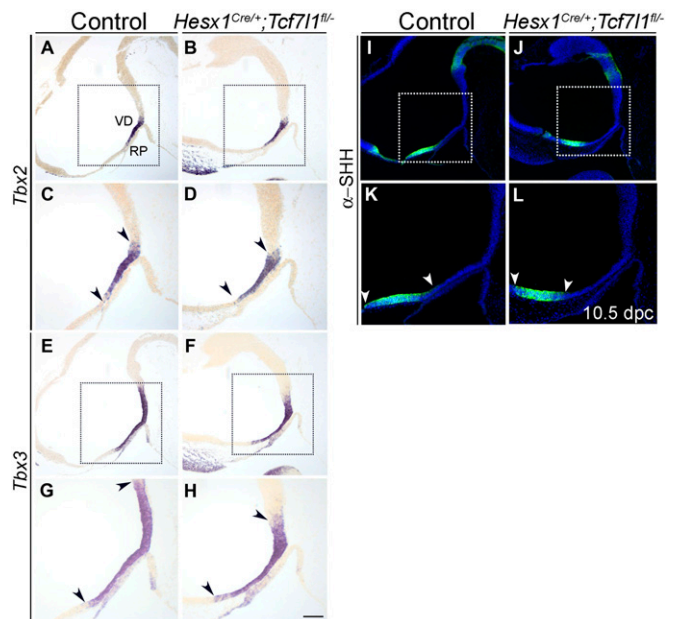 Control Hesx1Cre/+;Tcf7l1fl/-
Control Hesx1Cre/+;Tcf7l1fl/-
A B I J
VD
RP
Tbx2
C D K L
α-SHH
10.5 dpc
E F
Tbx3
G H